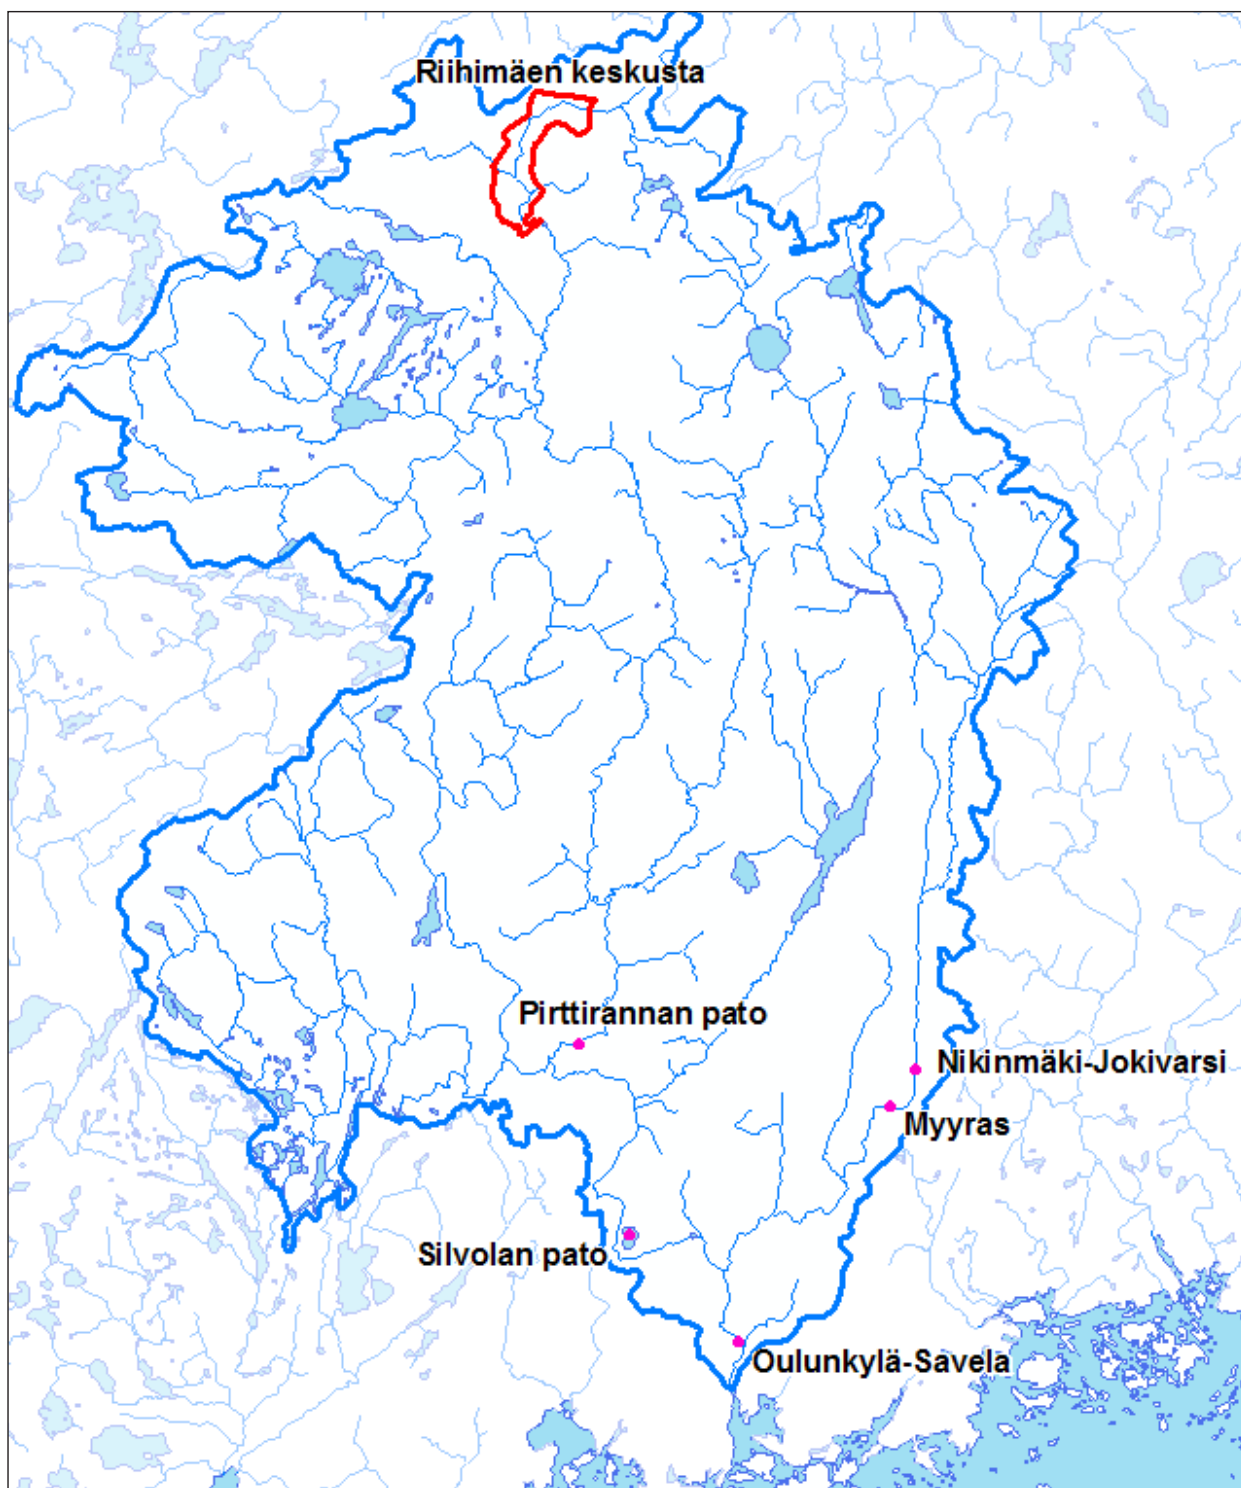 Riihimäen keskusta
Pirttirannan pato
Nikinmäki-Jokivarsi
Myyras
Silvolan pato
Oulunkylä-Savela